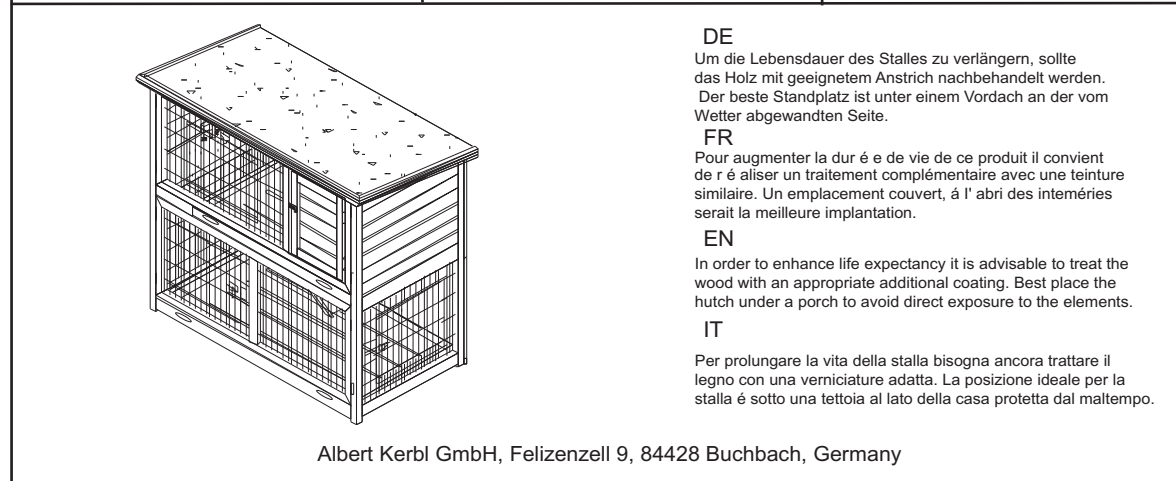 DE
Um die Lebensdauer des Stalles zu verlängern, sollte
das Holz mit geeignetem Anstrich nachbehandelt werden.
Der beste Standplatz ist unter einem Vordach an der vom
Wetter abgewandten Seite.
FR
Pour augmenter la dur é e de vie de ce produit il convient
de r é aliser un traitement complémentaire avec une teinture
similaire. Un emplacement couvert, á l' abri des inteméries
serait la meilleure implantation.
EN
In order to enhance life expectancy it is advisable to treat the
wood with an appropriate additional coating. Best place the
hutch under a porch to avoid direct exposure to the elements.
IT
Per prolungare la vita della stalla bisogna ancora trattare il
legno con una verniciature adatta. La posizione ideale per la
stalla é sotto una tettoia al lato della casa protetta dal maltempo.
Albert Kerbl GmbH, Felizenzell 9, 84428 Buchbach, Germany